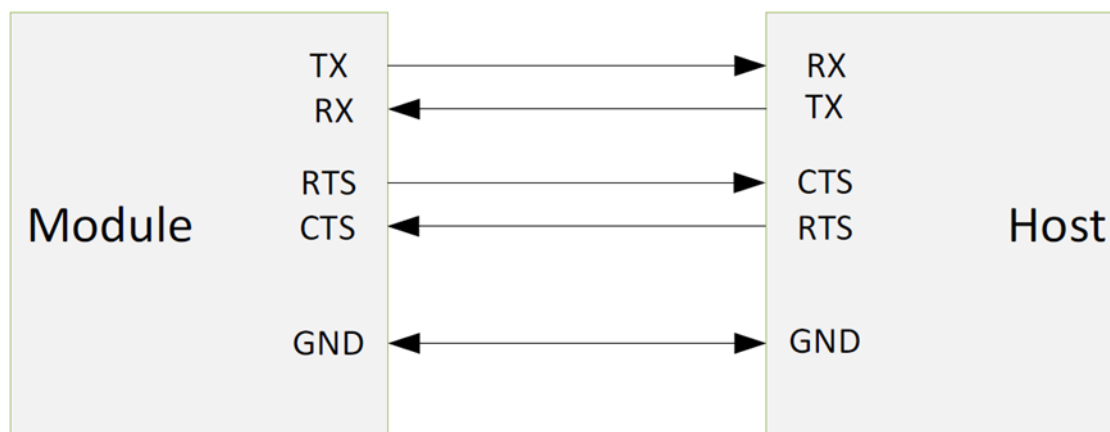 TX RX
RX TX
RTS CTS
Module CTS RTS Host
GND GND